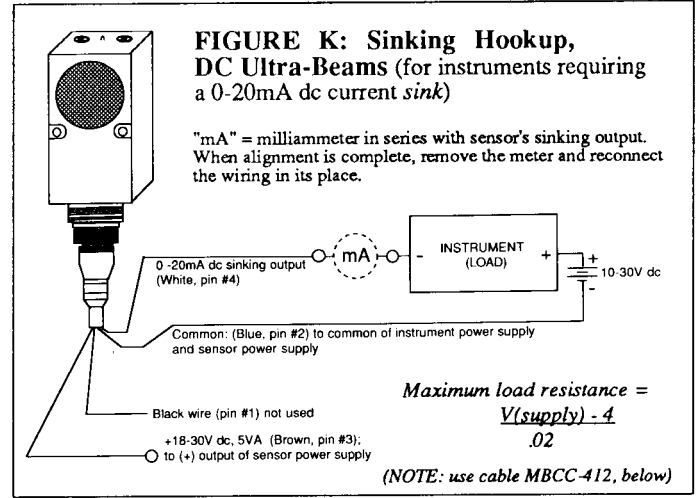 FIGURE K: Sinking Hookup,
DC Ultra-Beams (for instruments requiring
a 0-20mA dc current sink)
"mA" = milliammeter in series with sensor's sinking output.
When alignment is complete, remove the meter and reconnect
the wiring in its place.
0 -20mA dc sinking output
(White, pin #4)
mA
-
INSTRUMENT
(LOAD)
+
+
10-30V dc
-
Common: (Blue, pin #2) to common of instrument power supply
and sensor power supply
Black wire (pin #1) not used
+18-30V dc, 5VA (Brown, pin #3);
to (+) output of sensor power supply
Maximum load resistance =
V(supply) - 4
.02
(NOTE: use cable MBCC-412, below)